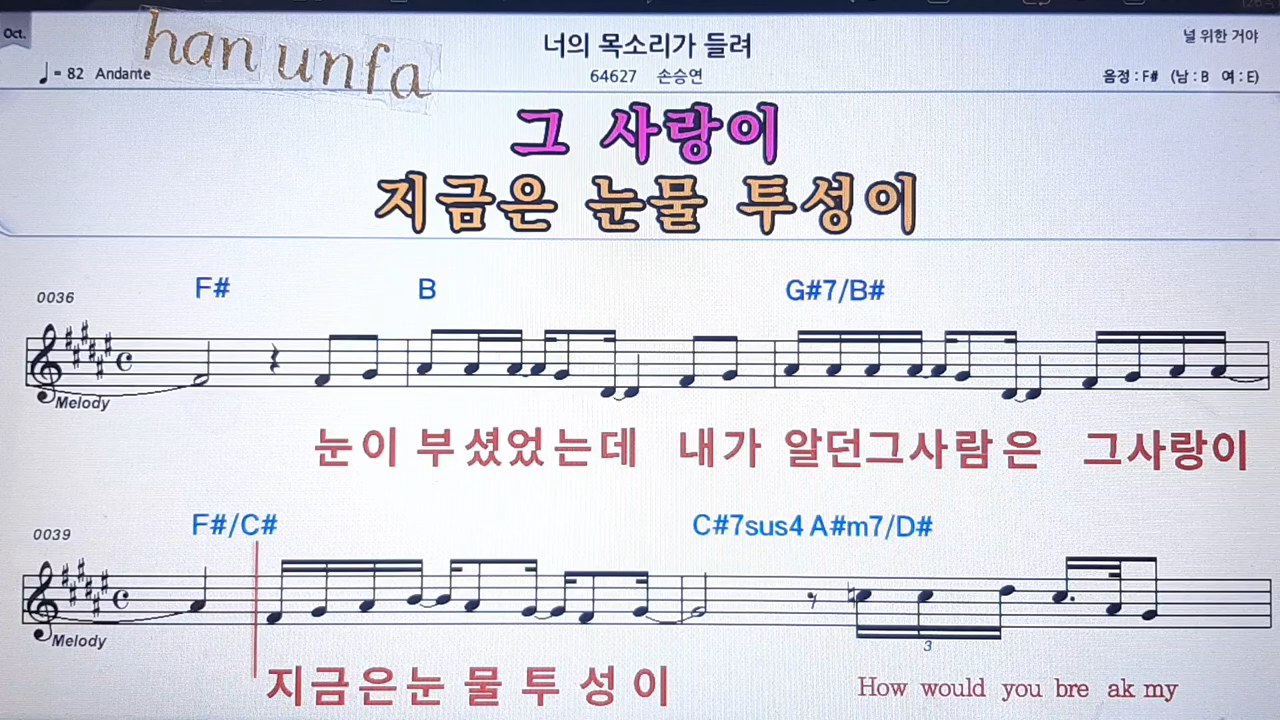 Oct.
han unfa
너의 목소리가 들려
널 위한 거야
= 82 Andante
64627 손승연
음정 : F# (남 : B 여 : E)
그 사랑이
지금은 눈물 투성이
0036
F# B G#7/B#
Melody
눈이 부셨었는데 내가 알던그사람은 그사랑이
0039
F#/C# C#7sus4 A#m7/D#
3
Melody
지금은눈 물 투 성 이
How would you bre ak my